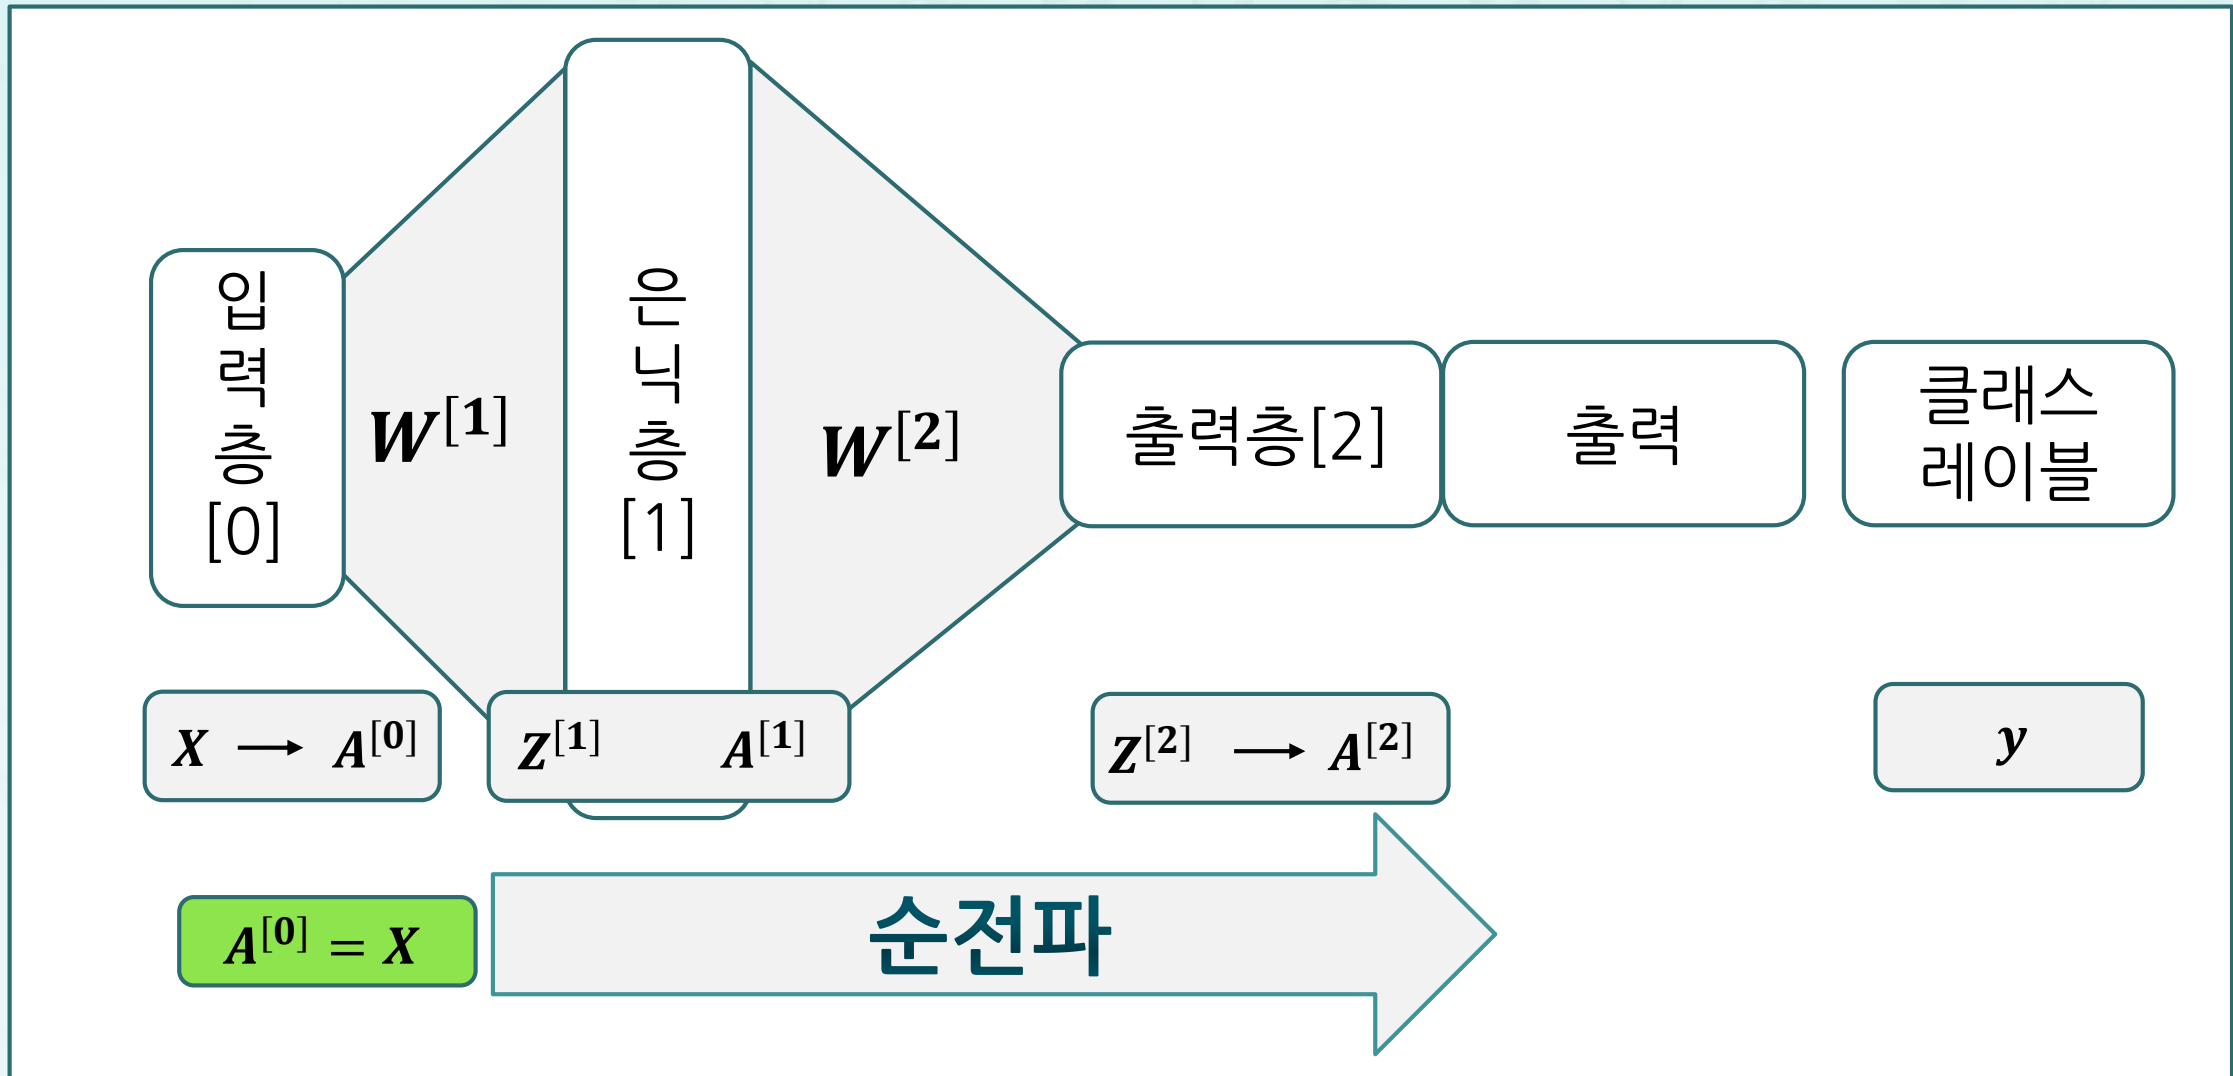 입
력
층
[0]
W^[1]
은
닉
층
[1]
W^[2]
출력층[2]
출력
클래스
레이블
X → A^[0]
Z^[1] A^[1]
Z^[2] → A^[2]
y
A^[0] = X
순전파